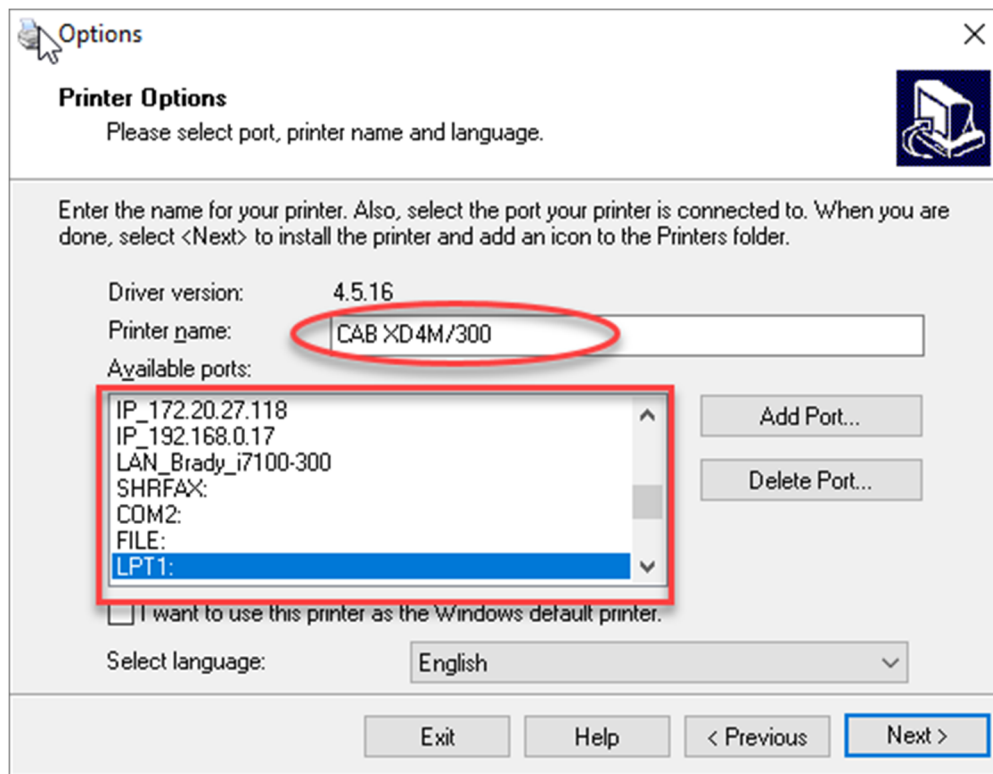 Options
Printer Options
Please select port, printer name and language.
Enter the name for your printer. Also, select the port your printer is connected to. When you are
done, select <Next> to install the printer and add an icon to the Printers folder.
Driver version: 4.5.16
Printer name: CAB XD4M/300
Available ports:
IP_172.20.27.118
IP_192.168.0.17
LAN_Brady_i7100-300
SHRFAX:
COM2:
FILE:
LPT1:
Add Port...
Delete Port...
I want to use this printer as the Windows default printer.
Select language: English
Exit Help < Previous Next >